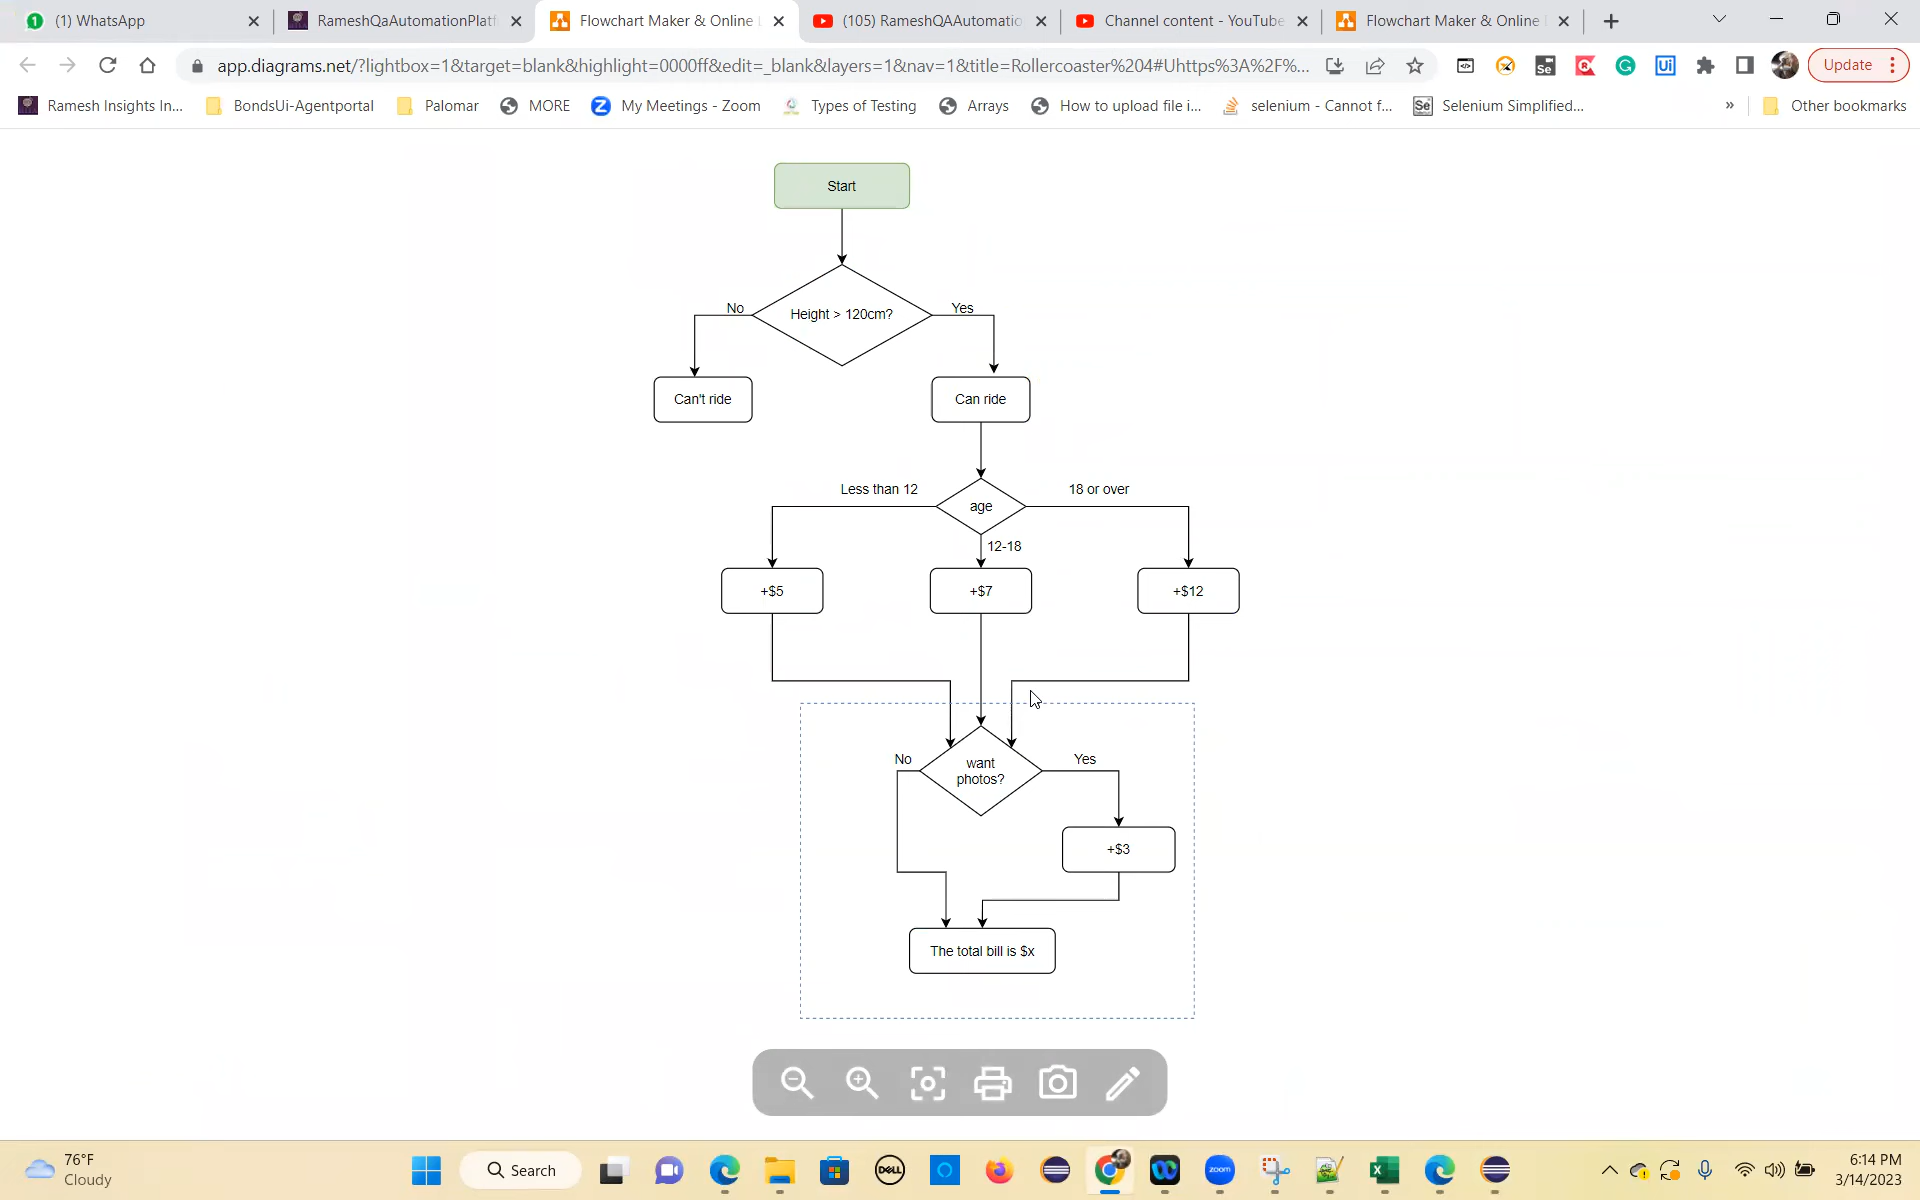 (1) WhatsApp
RameshQaAutomationPlatf
Flowchart Maker & Online
(105) RameshQAAutomatio
Channel content - YouTube
Flowchart Maker & Online
app.diagrams.net/?lightbox=1&target=blank&highlight=0000ff&edit=_blank&layers=1&nav=1&title=Rollercoaster%204#Uhttps%3A%2F%...
Update
Ramesh Insights In...
BondsUi-Agentportal
Palomar
MORE
My Meetings - Zoom
Types of Testing
Arrays
How to upload file i...
selenium - Cannot f...
Selenium Simplified...
»
Other bookmarks
Start
Height > 120cm?
No
Yes
Can't ride
Can ride
Less than 12
age
18 or over
12-18
+$5
+$7
+$12
want
photos?
No
Yes
+$3
The total bill is $x
76°F
Cloudy
Search
DELL
zoom
6:14 PM
3/14/2023